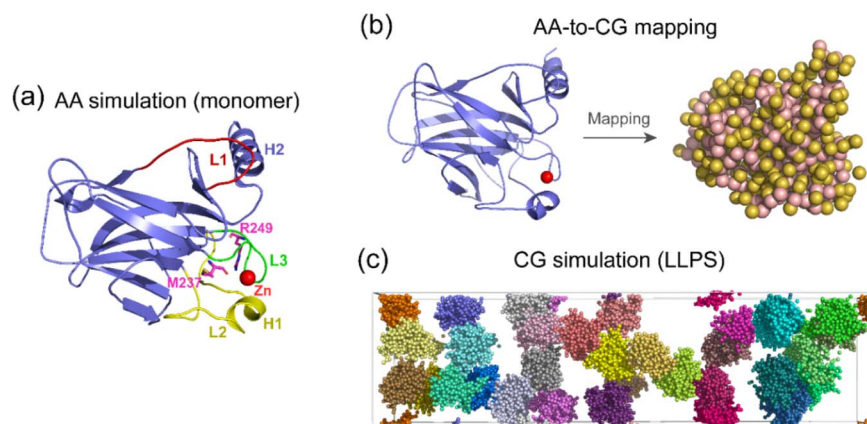 (a)
AA simulation (monomer)
L1
H2
R249
L3
M237
Zn
L2
H1
(b)
AA-to-CG mapping
Mapping
(c)
CG simulation (LLPS)